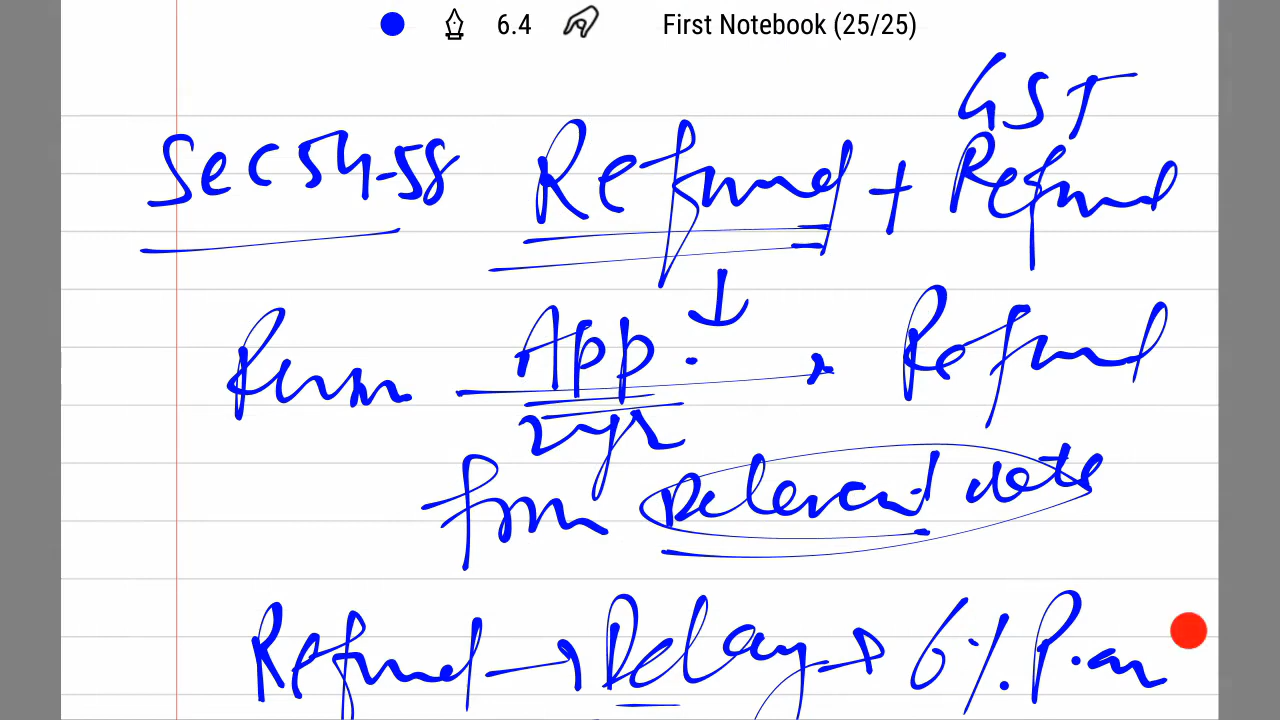 6.4 First Notebook (25/25)
GST
Sec 54-58 Refund + Refund
App. → Refund
2yr
from Relevant date
Refund → Delay → 6% P.an